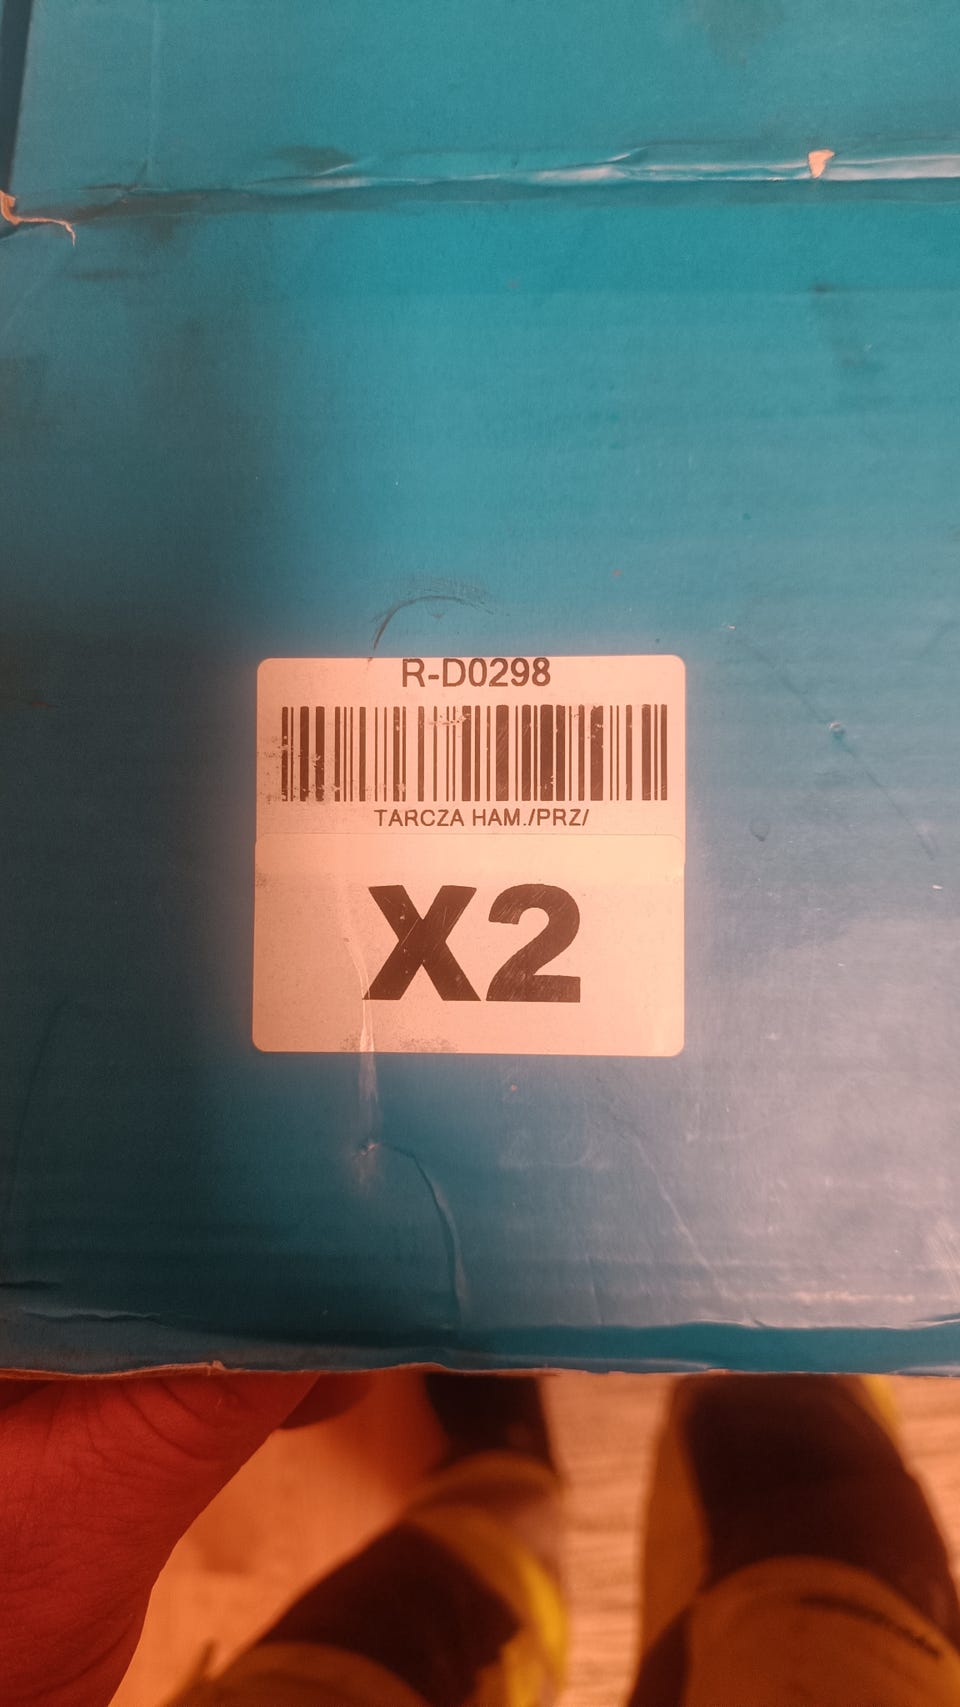 R-D0298
TARCZA HAM./PRZ/
X2